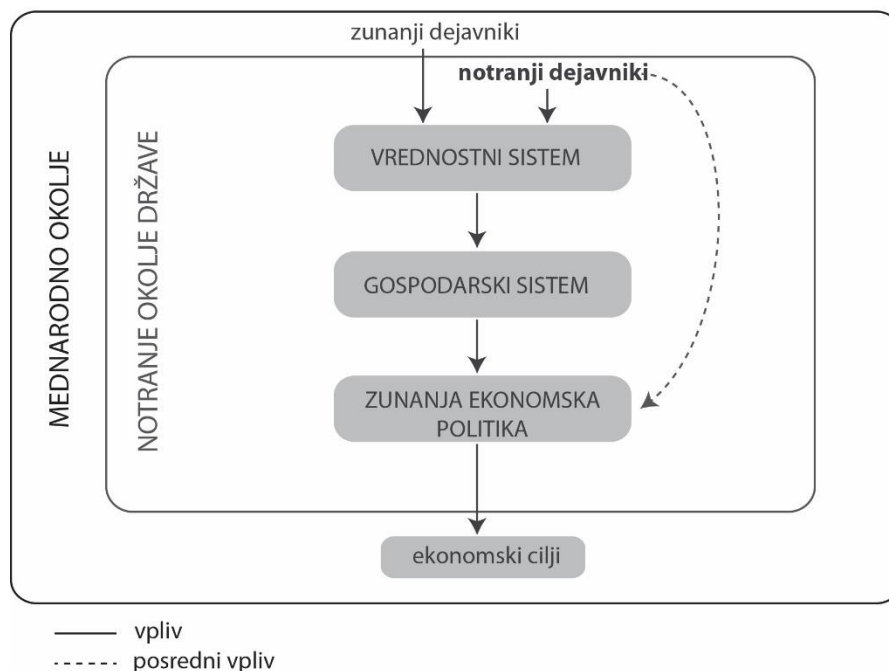 zunanji dejavniki
notranji dejavniki
MEDNARODNO OKOLJE
NOTRANJE OKOLJE DRŽAVE
VREDNOSTNI SISTEM
GOSPODARSKI SISTEM
ZUNANJA EKONOMSKA
POLITIKA
ekonomski cilji
vpliv
posredni vpliv